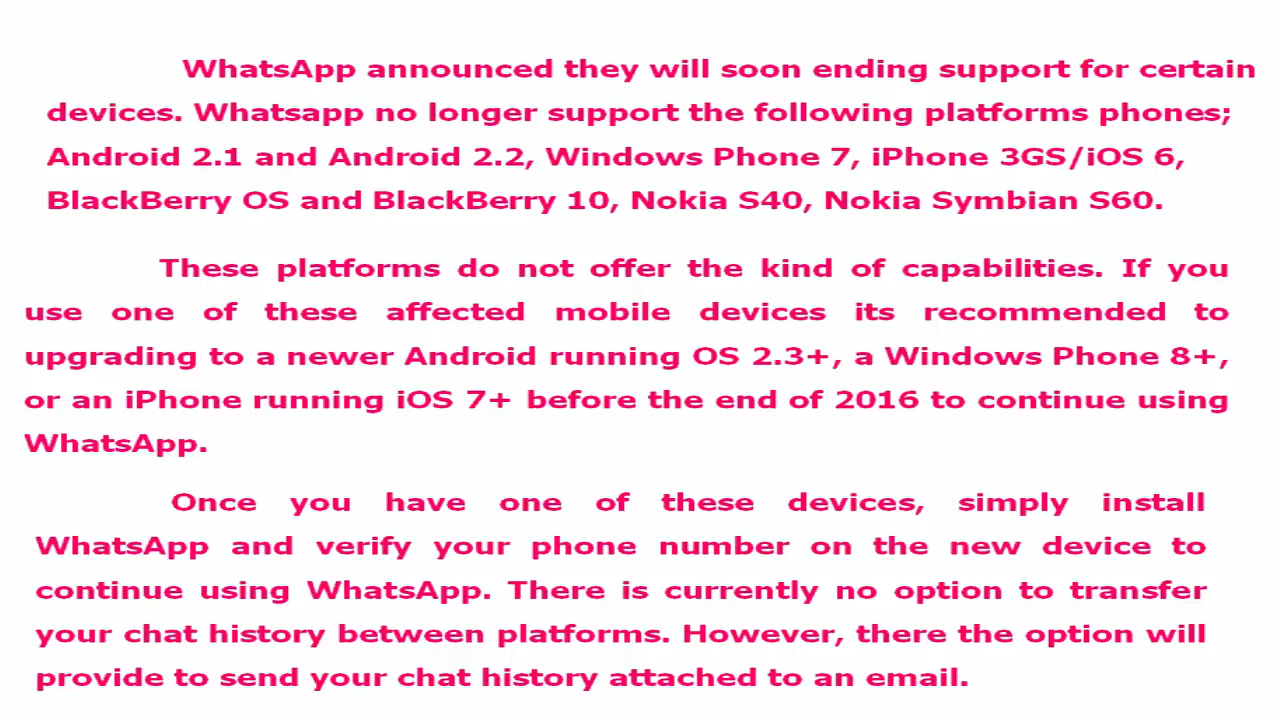 WhatsApp announced they will soon ending support for certain
devices. Whatsapp no longer support the following platforms phones;
Android 2.1 and Android 2.2, Windows Phone 7, iPhone 3GS/iOS 6,
BlackBerry OS and BlackBerry 10, Nokia S40, Nokia Symbian S60.
These platforms do not offer the kind of capabilities. If you
use one of these affected mobile devices its recommended to
upgrading to a newer Android running OS 2.3+, a Windows Phone 8+,
or an iPhone running iOS 7+ before the end of 2016 to continue using
WhatsApp.
Once you have one of these devices, simply install
WhatsApp and verify your phone number on the new device to
continue using WhatsApp. There is currently no option to transfer
your chat history between platforms. However, there the option will
provide to send your chat history attached to an email.